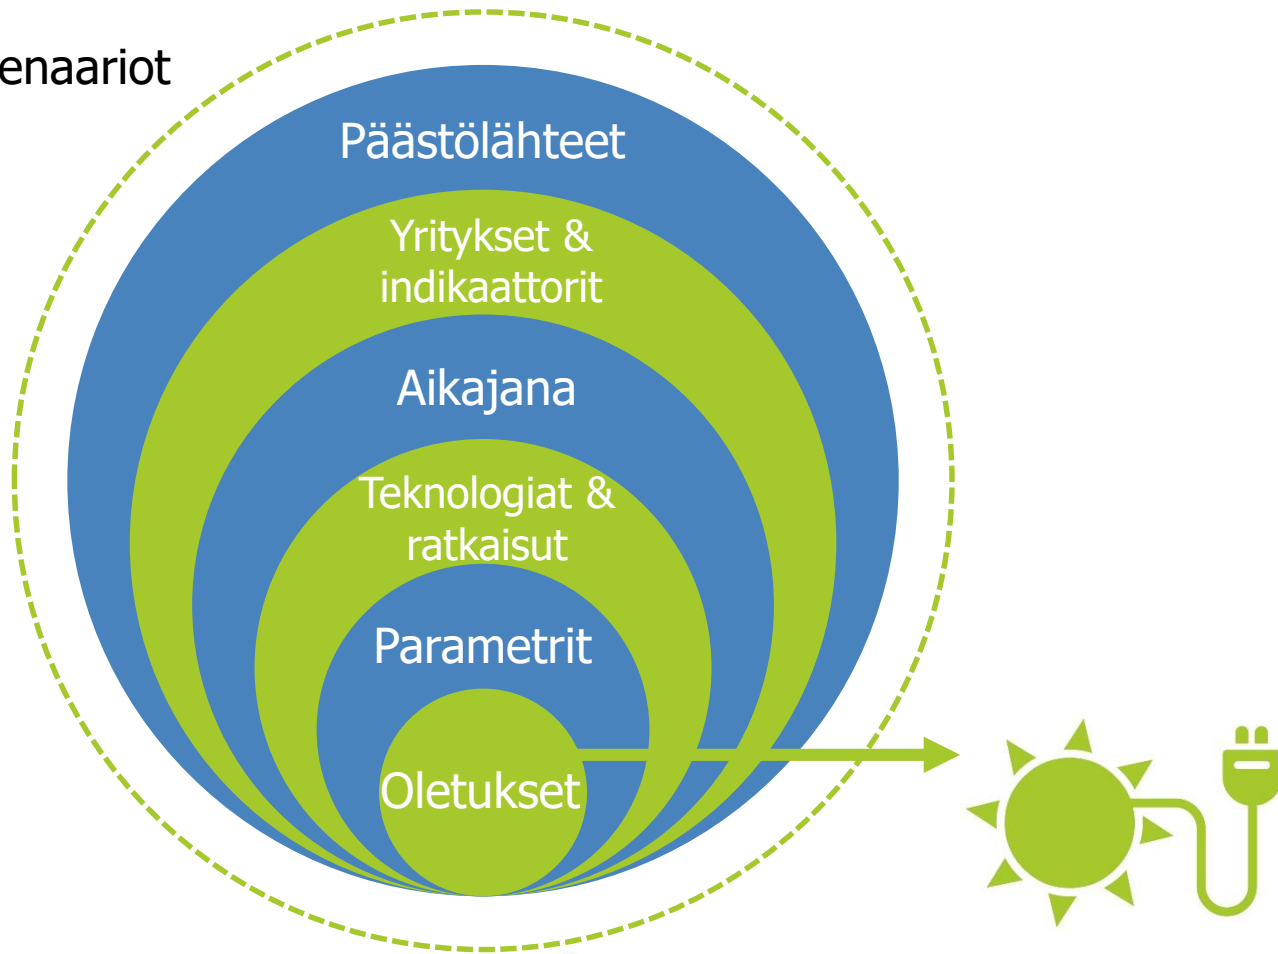 enaariot
Päästölähteet
Yritykset &
indikaattorit
Aikajana
Teknologiat &
ratkaisut
Parametrit
Oletukset